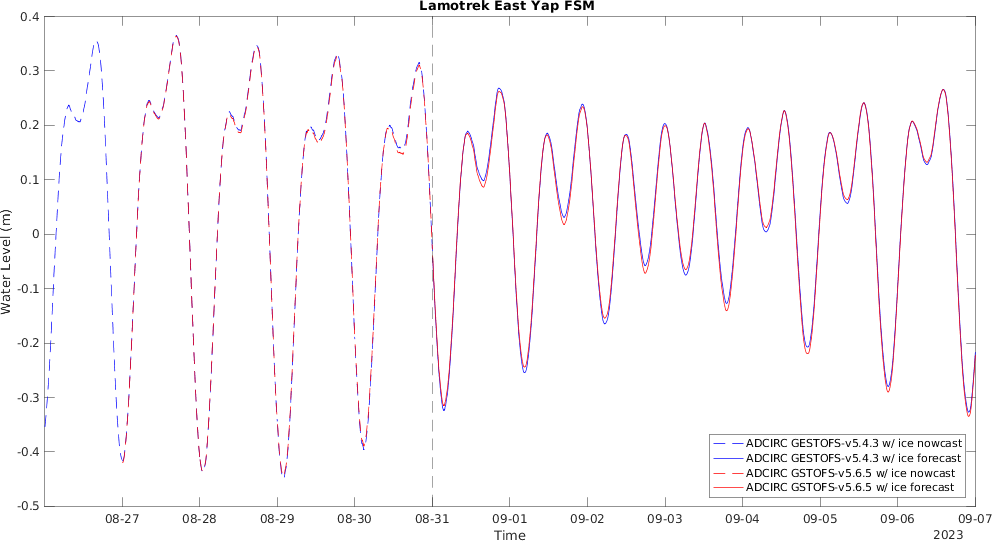 Lamotrek East Yap FSM
0.4
0.3
0.2
0.1
0
-0.1
-0.2
-0.3
-0.4
-0.5
Water Level (m)
ADCIRC GESTOFS-v5.4.3 w/ ice nowcast
ADCIRC GESTOFS-v5.4.3 w/ ice forecast
ADCIRC GSTOFS-v5.6.5 w/ ice nowcast
ADCIRC GSTOFS-v5.6.5 w/ ice forecast
08-27 08-28 08-29 08-30 08-31 09-01 09-02 09-03 09-04 09-05 09-06 09-07
Time
2023